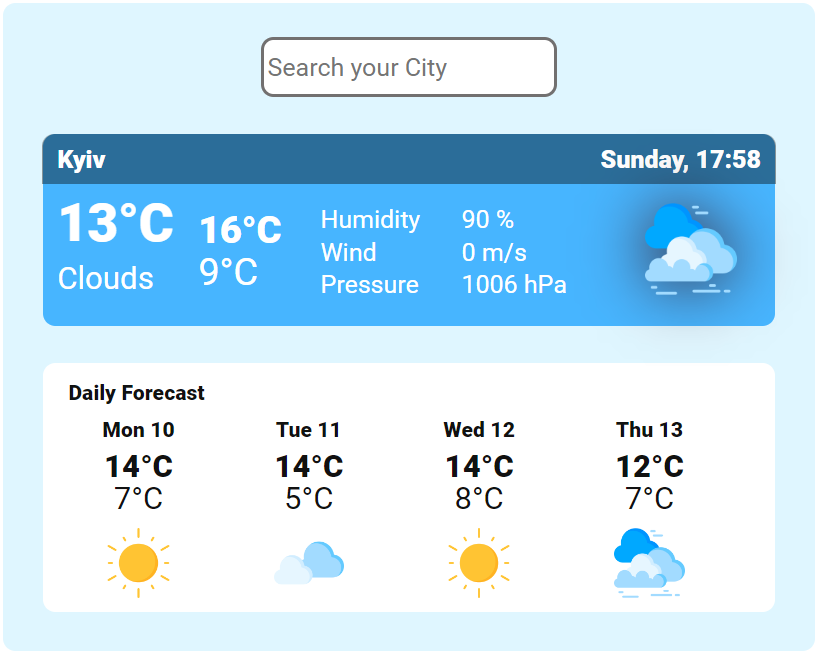 Search your City
Kyiv Sunday, 17:58
13°C 16°C Humidity 90 %
Clouds 9°C Wind 0 m/s
Pressure 1006 hPa
Daily Forecast
Mon 10 Tue 11 Wed 12 Thu 13
14°C 14°C 14°C 12°C
7°C 5°C 8°C 7°C